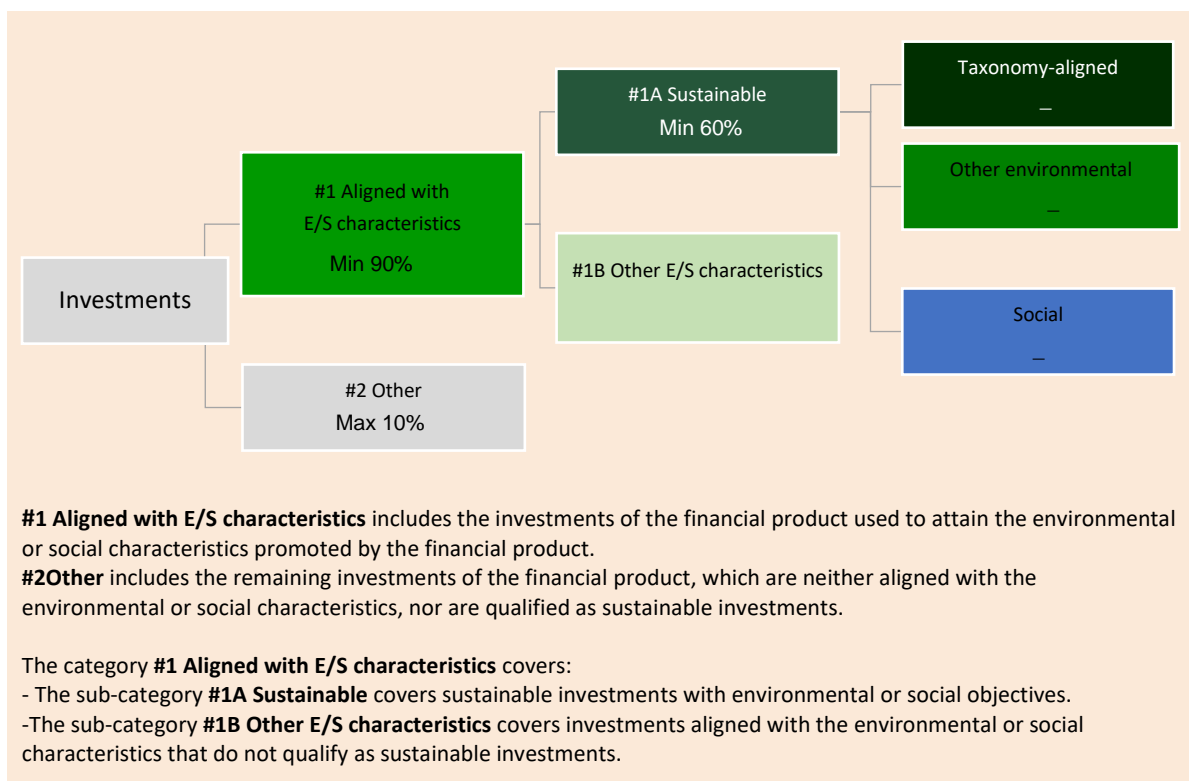 Investments
#1 Aligned with
E/S characteristics
Min 90%
#2 Other
Max 10%
#1A Sustainable
Min 60%
#1B Other E/S characteristics
Taxonomy-aligned
_
Other environmental
_
Social
_
#1 Aligned with E/S characteristics includes the investments of the financial product used to attain the environmental
or social characteristics promoted by the financial product.
#2Other includes the remaining investments of the financial product, which are neither aligned with the
environmental or social characteristics, nor are qualified as sustainable investments.
The category #1 Aligned with E/S characteristics covers:
- The sub-category #1A Sustainable covers sustainable investments with environmental or social objectives.
-The sub-category #1B Other E/S characteristics covers investments aligned with the environmental or social
characteristics that do not qualify as sustainable investments.